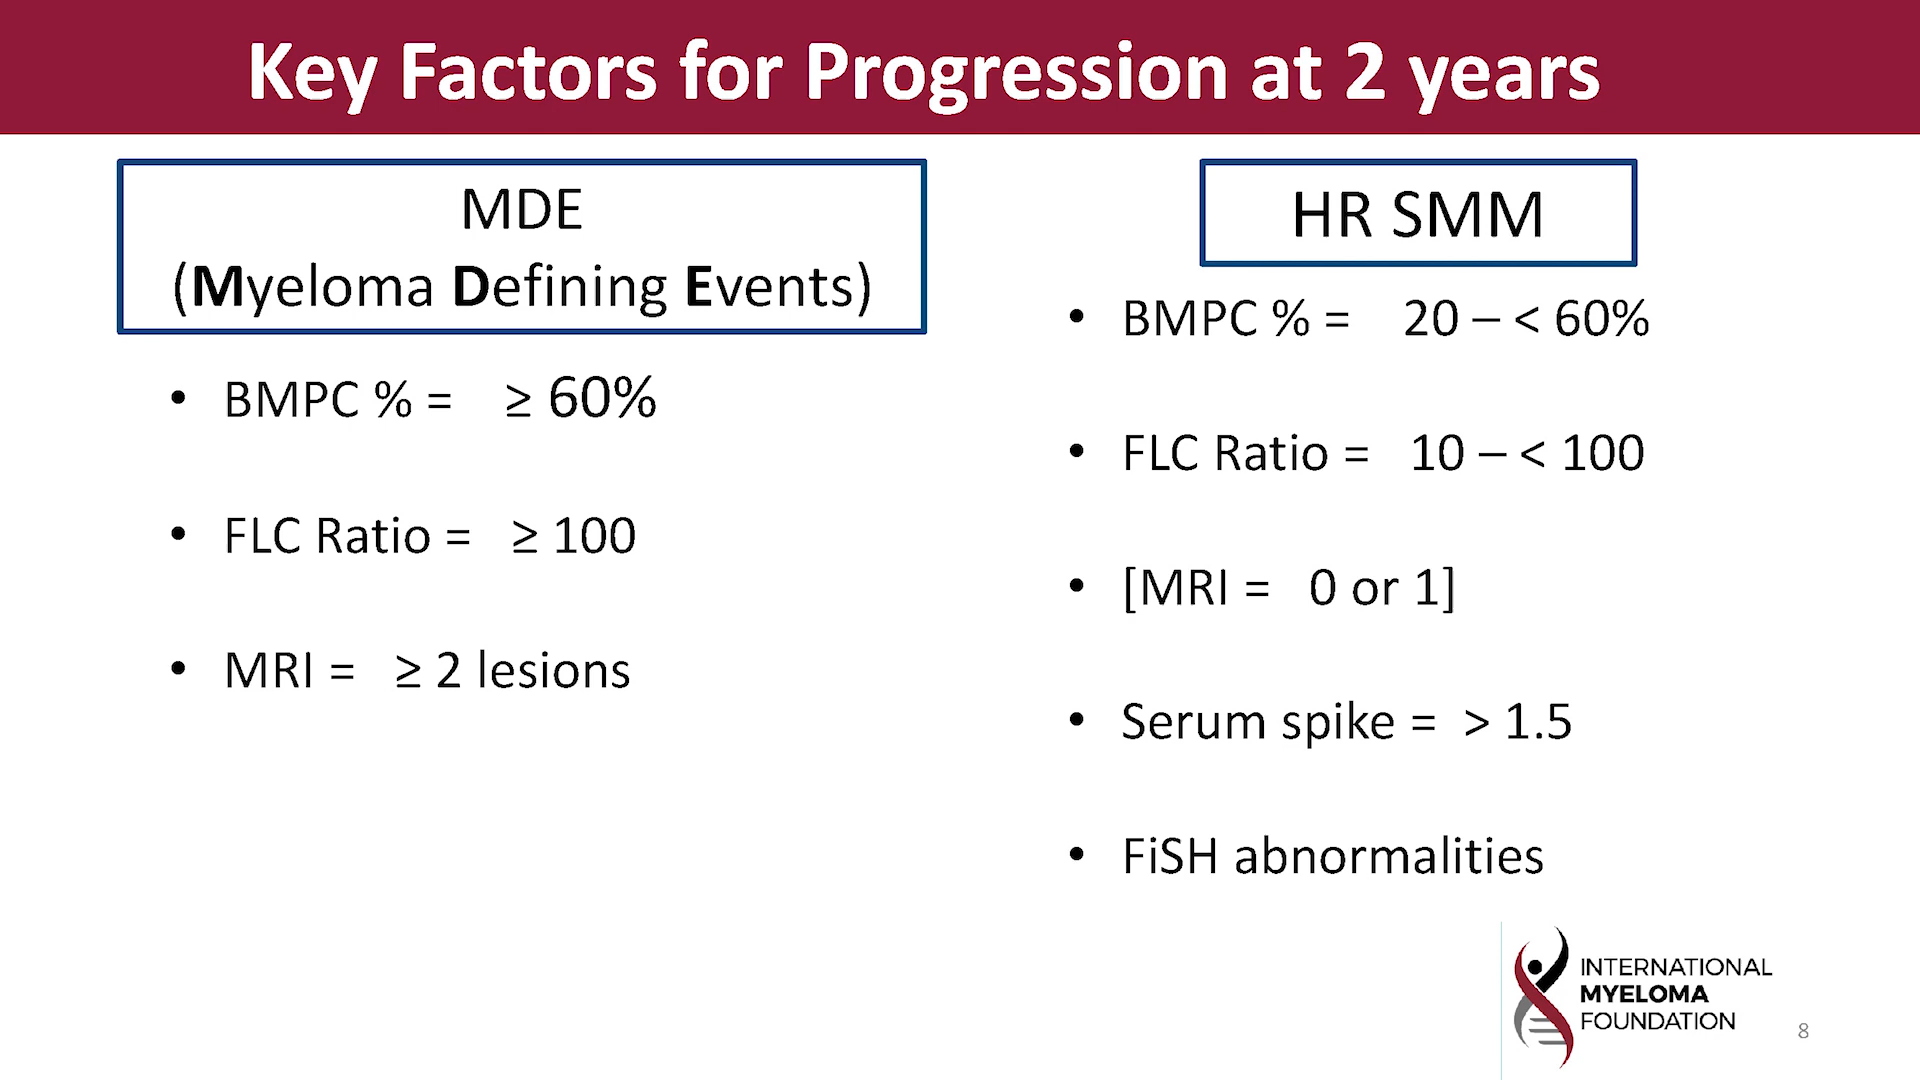 Key Factors for Progression at 2 years
MDE
(Myeloma Defining Events)
• BMPC % = ≥ 60%
• FLC Ratio = ≥ 100
• MRI = ≥ 2 lesions
HR SMM
• BMPC % = 20 – < 60%
• FLC Ratio = 10 – < 100
• [MRI = 0 or 1]
• Serum spike = > 1.5
• FiSH abnormalities
INTERNATIONAL
MYELOMA
FOUNDATION
8